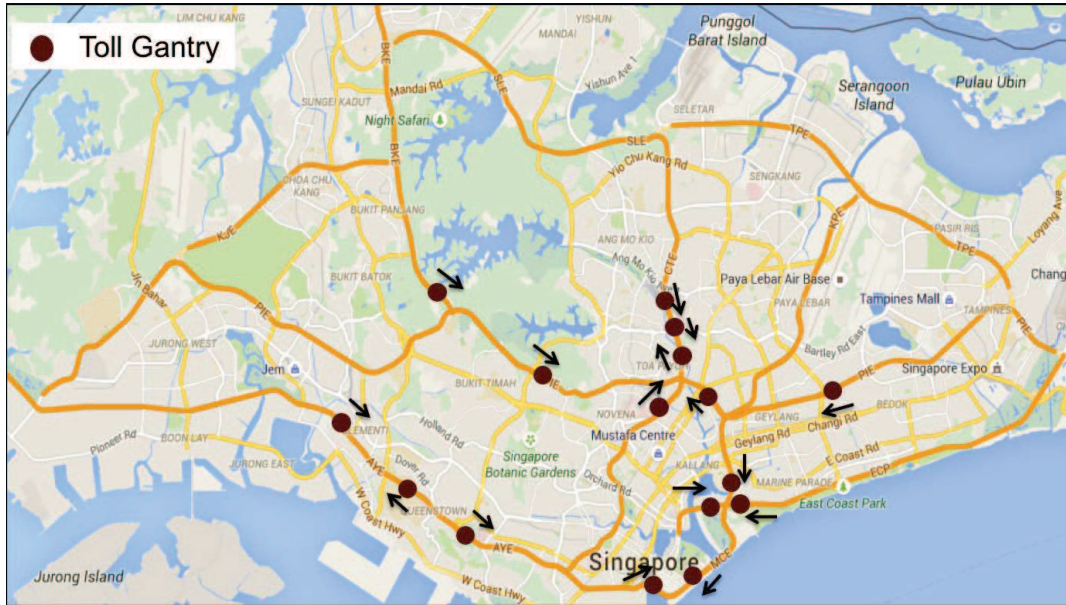 Toll Gantry
LIM CHU KANG
YISHUN
MANDAI
Punggol
Barat Island
Pulau Ubin
Serangoon
Island
BKE
SLE
Mandai Rd
Yishun Ave 1
SELETAR
SUNGEI KADUT
Night Safari
BKE
SLE
TPE
Yio Chu Kang Rd
SENGKANG
CHOA CHU
KANG
BUKIT PANJANG
KJE
ANG MO KIO
KPE
PASIR RIS
Loyang Ave
TPE
Ang Mo Kio Ave
CTE
Paya Lebar Air Base
Chang
Jln Bahar
PIE
BUKIT BATOK
PAYA LEBAR
Tampines Mall
TAMPINES
JURONG WEST
Jem
TOA PAYOH
Bartley Rd East
PIE
BUKIT TIMAH
PIE
PIE
Singapore Expo
NOVENA
GEYLANG
BEDOK
CLEMENTI
Holland Rd
Mustafa Centre
Geylang Rd
Changi Rd
Pioneer Rd
BOON LAY
Singapore
Botanic Gardens
KALLANG
E Coast Rd
JURONG EAST
AYE
Dover Rd
Orchard Rd
MARINE PARADE
ECP
East Coast Park
W Coast Hwy
QUEENSTOWN
AYE
Singapore
MCE
Jurong Island
W Coast Hwy